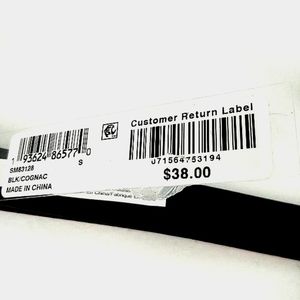 Customer Return Label
1 93624 86577 0
S
071564753194
SM83128
BLK/COGNAC
MADE IN CHINA
$38.00